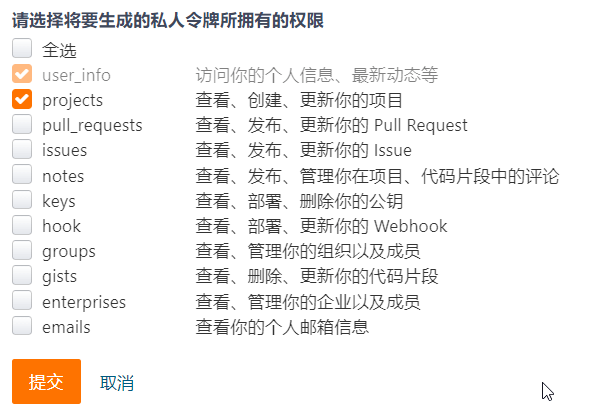 请选择将要生成的私人令牌所拥有的权限
全选
user_info 访问你的个人信息、最新动态等
projects 查看、创建、更新你的项目
pull_requests 查看、发布、更新你的 Pull Request
issues 查看、发布、更新你的 Issue
notes 查看、发布、管理你在项目、代码片段中的评论
keys 查看、部署、删除你的公钥
hook 查看、部署、更新你的 Webhook
groups 查看、管理你的组织以及成员
gists 查看、删除、更新你的代码片段
enterprises 查看、管理你的企业以及成员
emails 查看你的个人邮箱信息
提交 取消